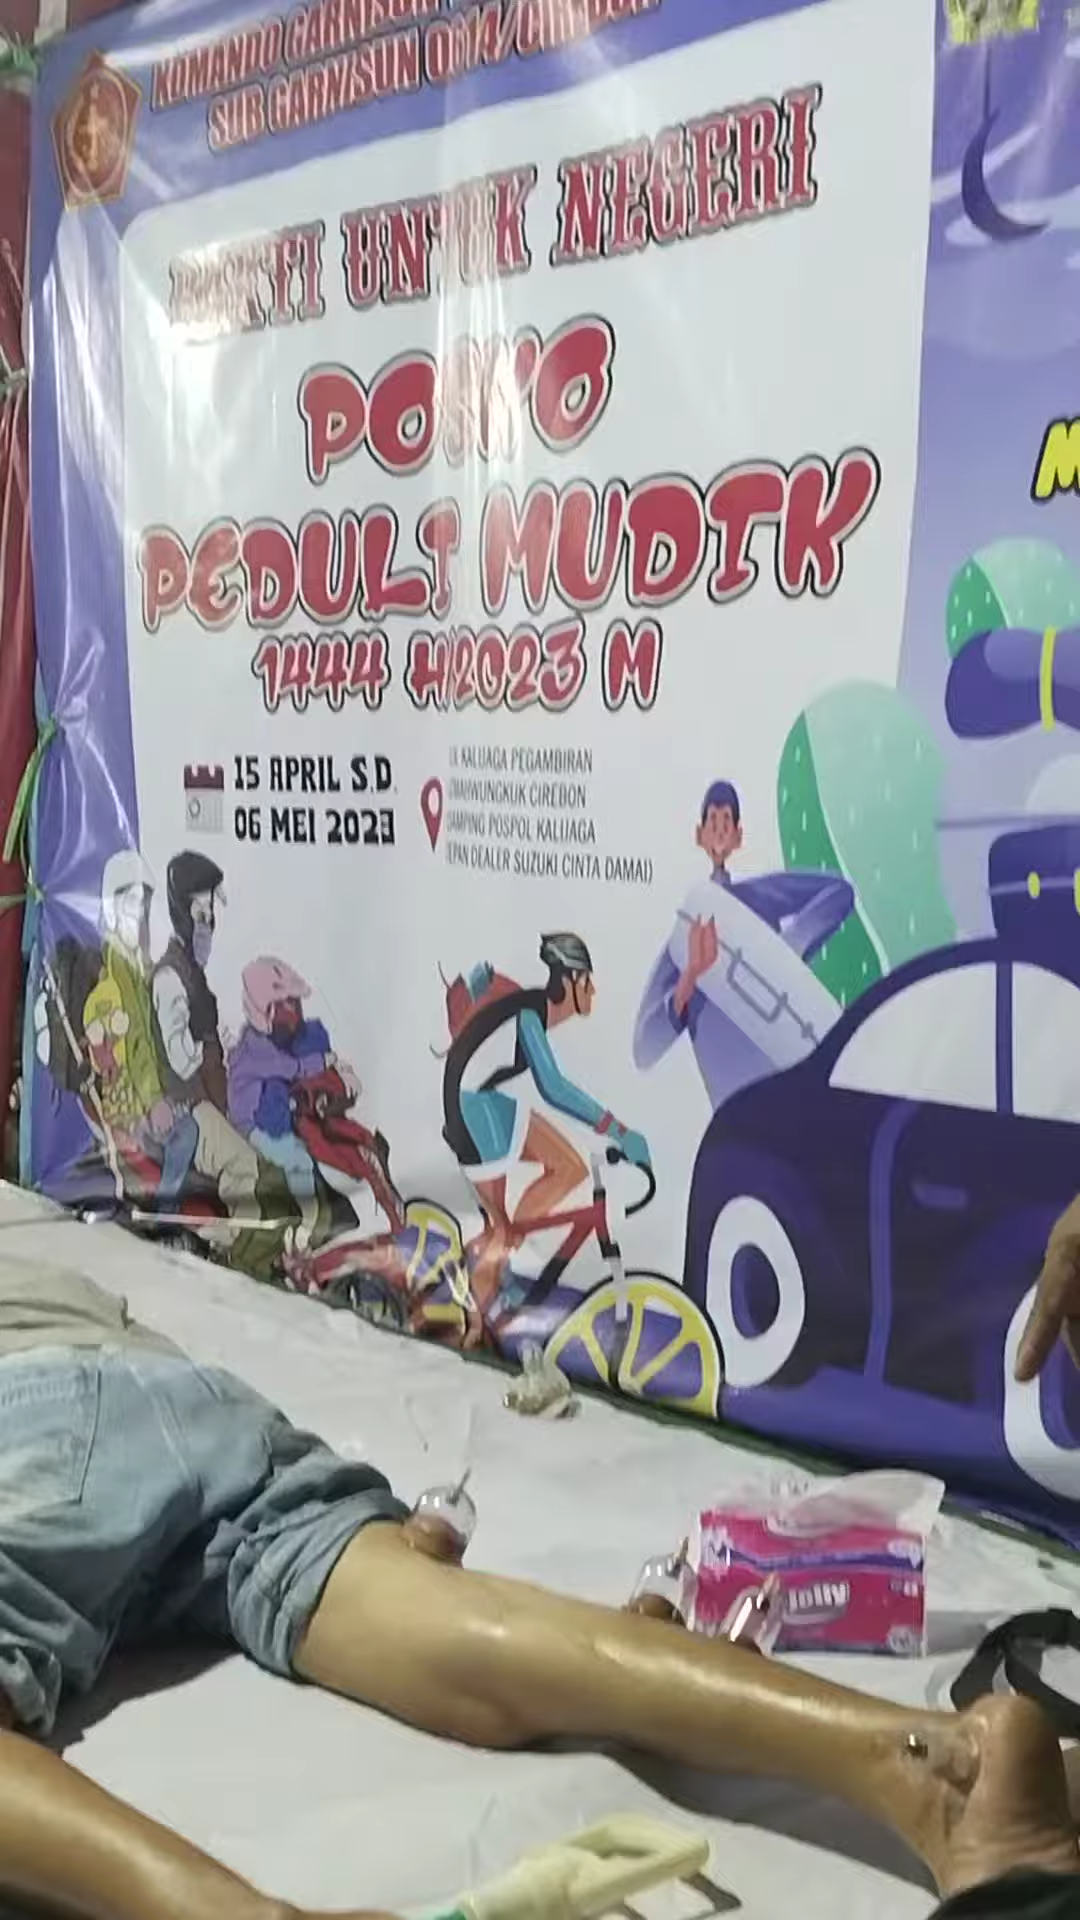 KOMANDO GARNISUN
SUB GARNISUN 0614/CIREBON
BAKTI UNTUK NEGERI
POSKO
PEDULI MUDIK
1444 H/2023 M
15 APRIL S.D.
06 MEI 2023
KALIJAGA PEGAMBIRAN
CIREBON
POSPOL KALIJAGA
DEALER SUZUKI CINTA DAMAI)
M
Jolly